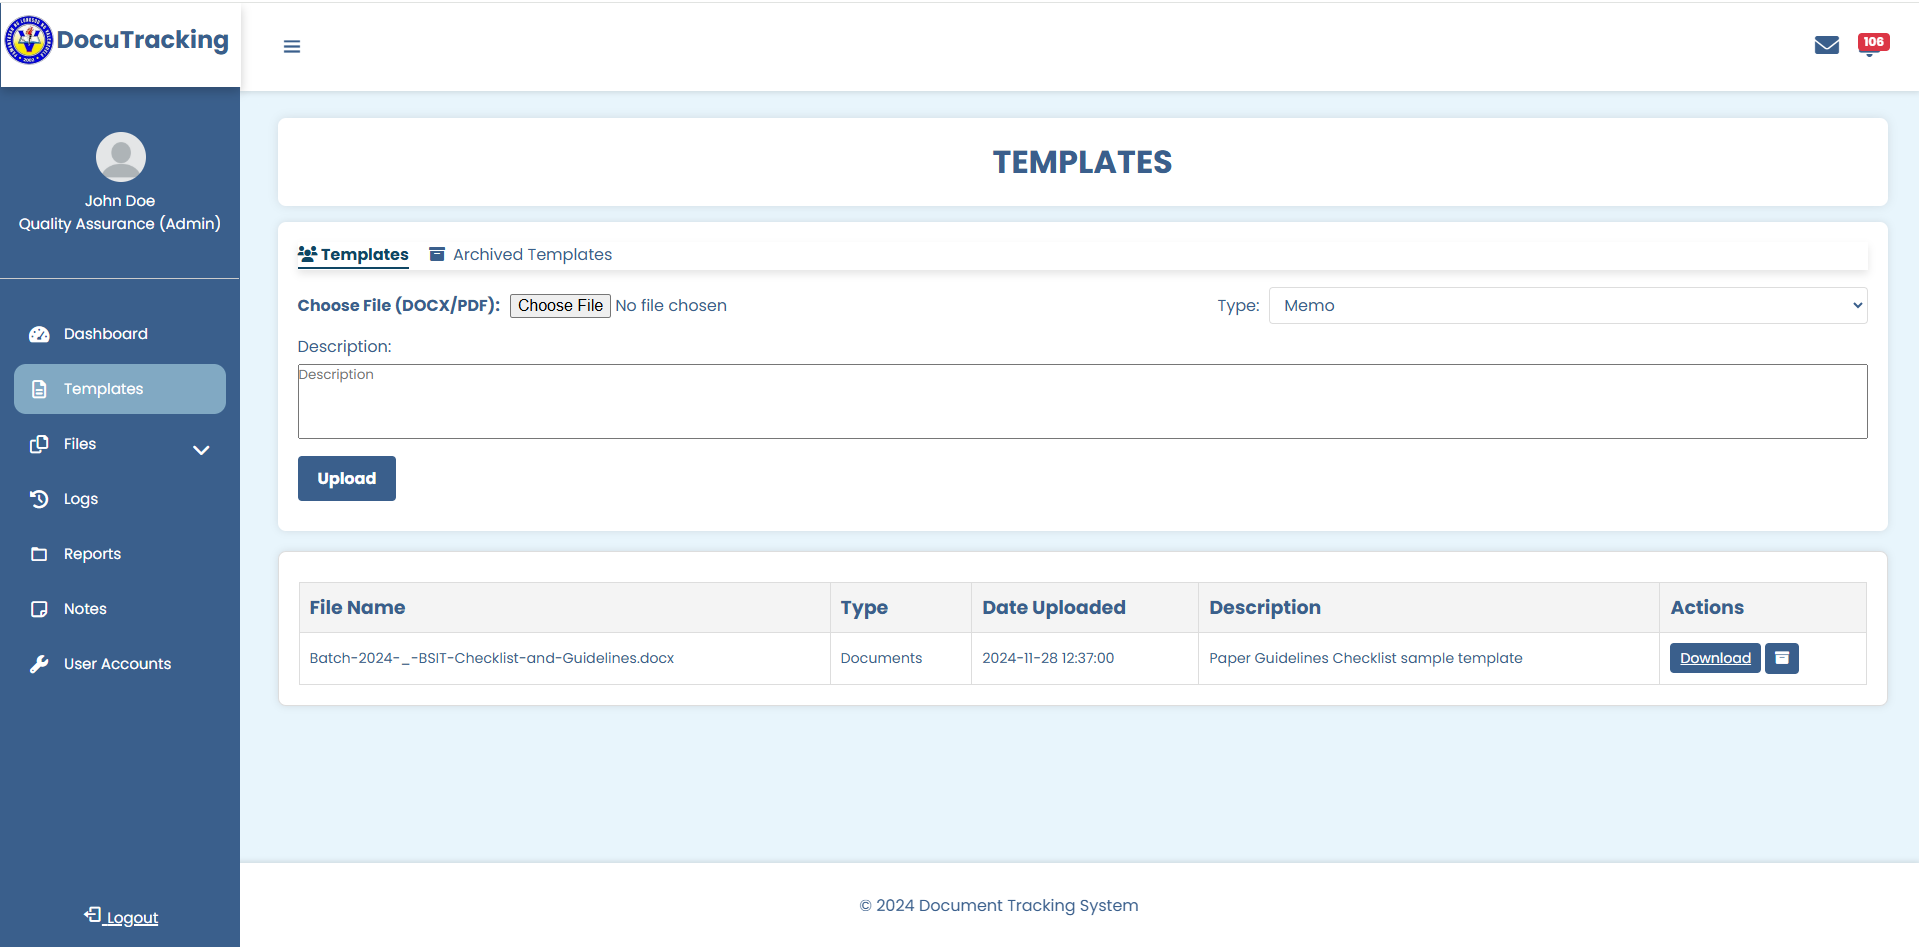 DocuTracking
106
John Doe
Quality Assurance (Admin)
Dashboard
Templates
Files
Logs
Reports
Notes
User Accounts
Logout
TEMPLATES
Templates Archived Templates
Choose File (DOCX/PDF): Choose File No file chosen Type: Memo
Description:
Description
Upload
File Name Type Date Uploaded Description Actions
Batch-2024-_-BSIT-Checklist-and-Guidelines.docx Documents 2024-11-28 12:37:00 Paper Guidelines Checklist sample template Download
© 2024 Document Tracking System